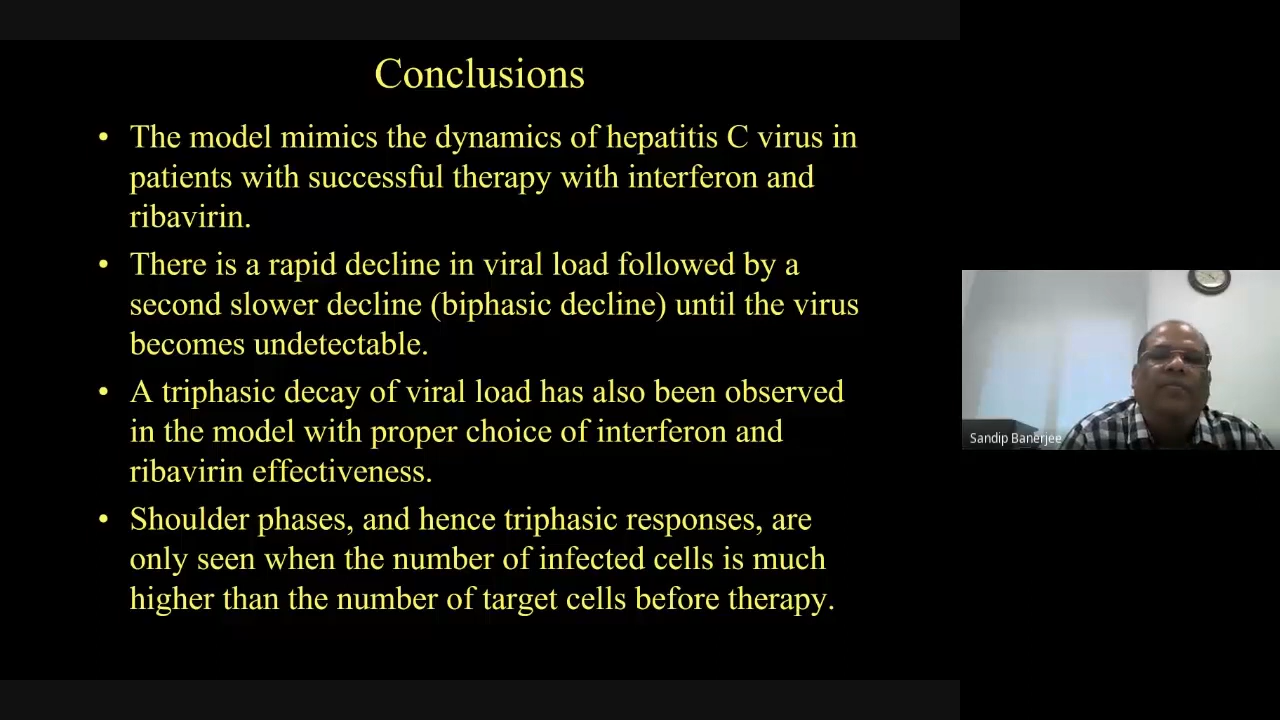 Conclusions
• The model mimics the dynamics of hepatitis C virus in
patients with successful therapy with interferon and
ribavirin.
• There is a rapid decline in viral load followed by a
second slower decline (biphasic decline) until the virus
becomes undetectable.
• A triphasic decay of viral load has also been observed
in the model with proper choice of interferon and
ribavirin effectiveness.
• Shoulder phases, and hence triphasic responses, are
only seen when the number of infected cells is much
higher than the number of target cells before therapy.
Sandip Banerjee